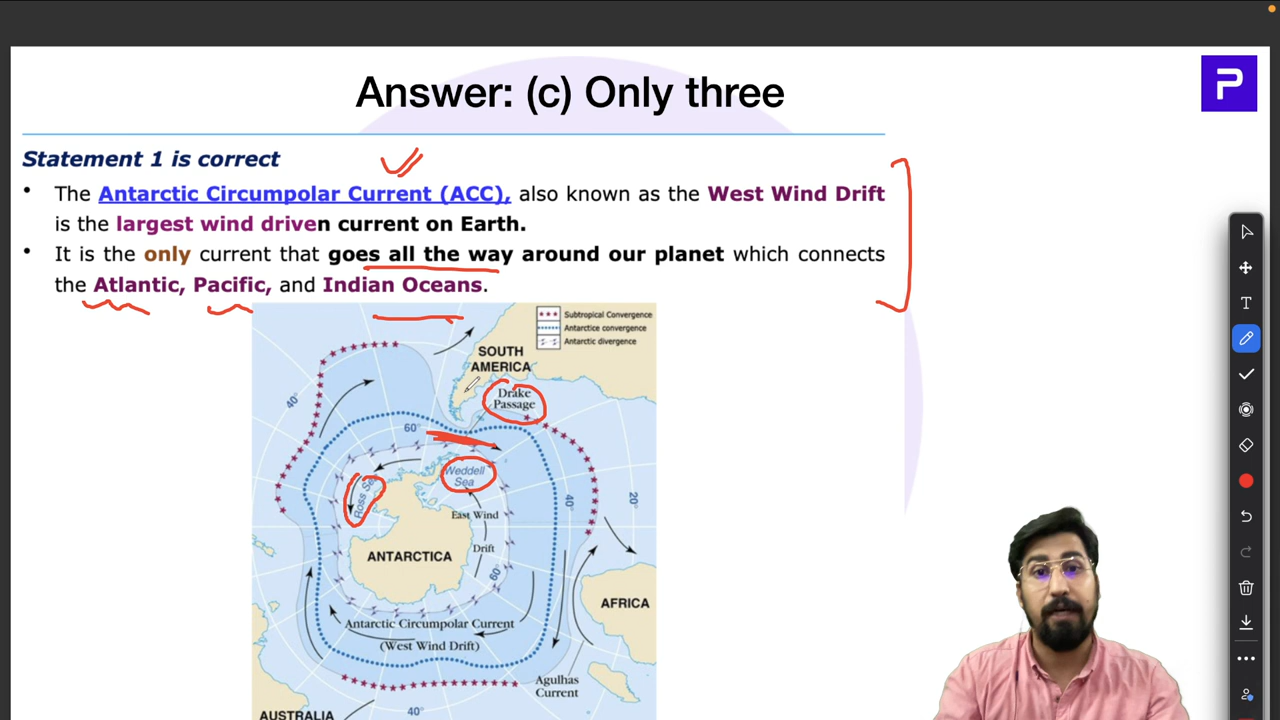 Answer: (c) Only three
P
Statement 1 is correct
• The Antarctic Circumpolar Current (ACC), also known as the West Wind Drift
is the largest wind driven current on Earth.
• It is the only current that goes all the way around our planet which connects
the Atlantic, Pacific, and Indian Oceans.
Subtropical Convergence
Antarctice convergence
Antarctic divergence
SOUTH
AMERICA
Drake
Passage
40°
60°
Weddell
Sea
Ross Sea
40°
20°
East Wind
Drift
ANTARCTICA
60°
AFRICA
Antarctic Circumpolar Current
(West Wind Drift)
Agulhas
Current
AUSTRALIA
40°
T